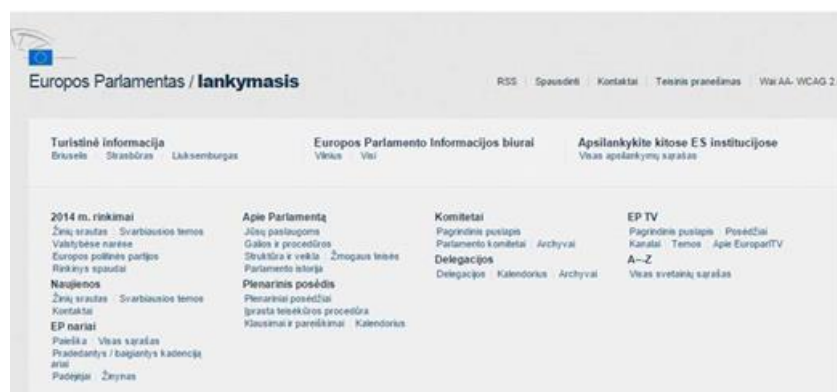 Europos Parlamentas / lankymasis
RSS Spausdinti Kontaktai Teisinis pranešimas Wai AA- WCAG 2
Turistinė informacija
Briuselis Strasbūras Liuksemburgas
Europos Parlamento Informacijos biurai
Vilnius Visi
Apsilankykite kitose ES institucijose
Visas apsilankymų sąrašas
2014 m. rinkimai
Žinių srautas Svarbiausios temos
Valstybėse narėse
Europos politinės partijos
Rinkinys spaudai
Naujienos
Žinių srautas Svarbiausios temos
Kontaktai
EP nariai
Paieška Visas sąrašas
Pradedantys / baigiantys kadenciją
ariai
Padėjėjai Žinynas
Apie Parlamentą
Jūsų paslaugoms
Galios ir procedūros
Struktūra ir veikla Žmogaus teisės
Parlamento istorija
Plenarinis posėdis
Plenariniai posėdžiai
Įprasta teisėkūros procedūra
Klausimai ir pareiškimai Kalendorius
Komitetai
Pagrindinis puslapis
Parlamento komitetai Archyvai
Delegacijos
Delegacijos Kalendorius Archyvai
EP TV
Pagrindinis puslapis Posėdžiai
Kanalai Temos Apie EuroparlTV
A--Z
Visas svetainių sąrašas